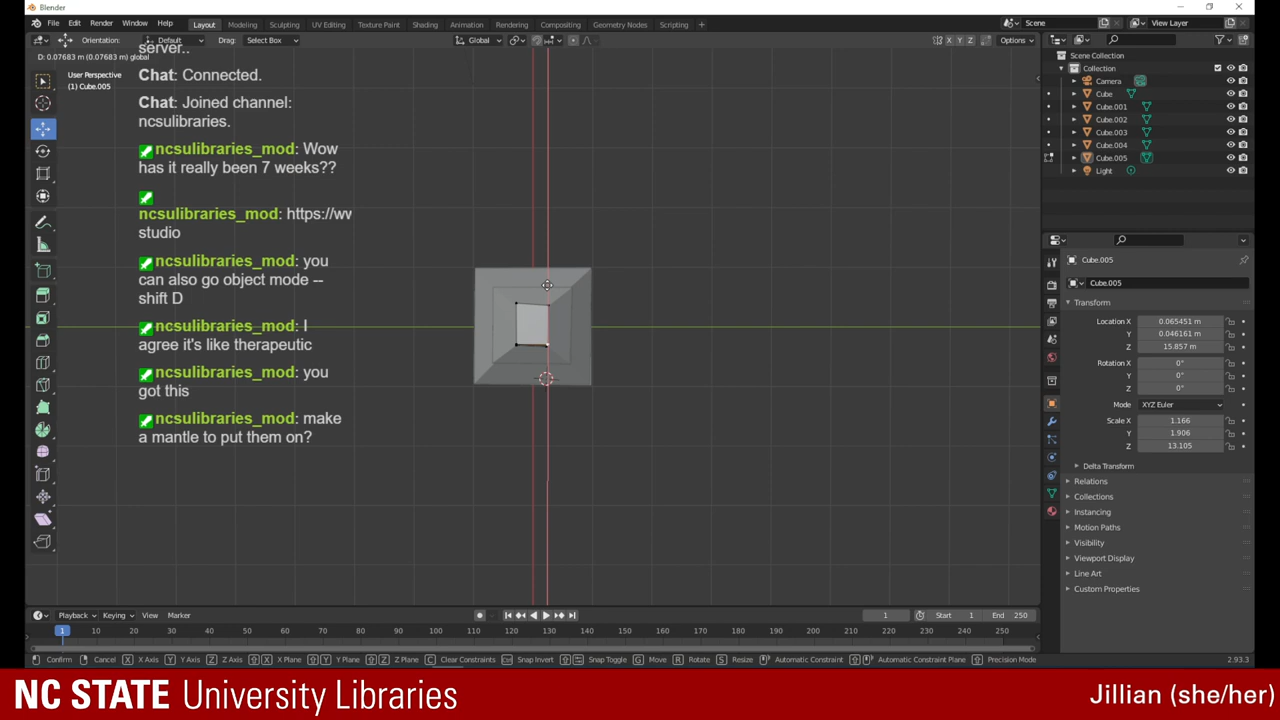 Blender
File Edit Render Window Help Layout Modeling Sculpting UV Editing Texture Paint Shading Animation Rendering Compositing Geometry Nodes Scripting + Scene View Layer
Orientation: Default Drag: Select Box Global X Y Z Options
D: 0.07683 m (0.07683 m) global
User Perspective
(1) Cube.005
server..
Chat: Connected.
Chat: Joined channel:
ncsulibraries.
ncsulibraries_mod: Wow
has it really been 7 weeks??
ncsulibraries_mod: https://ww
studio
ncsulibraries_mod: you
can also go object mode --
shift D
ncsulibraries_mod: I
agree it's like therapeutic
ncsulibraries_mod: you
got this
ncsulibraries_mod: make
a mantle to put them on?
Scene Collection
Collection
Camera
Cube
Cube.001
Cube.002
Cube.003
Cube.004
Cube.005
Light
Cube.005
Cube.005
Transform
Location X 0.065451 m
Y 0.046161 m
Z 15.857 m
Rotation X 0°
Y 0°
Z 0°
Mode XYZ Euler
Scale X 1.166
Y 1.906
Z 13.105
Delta Transform
Relations
Collections
Instancing
Motion Paths
Visibility
Viewport Display
Line Art
Custom Properties
Playback Keying View Marker 1 Start 1 End 250
1 10 20 30 40 50 60 70 80 90 100 110 120 130 140 150 160 170 180 190 200 210 220 230 240 250
Confirm Cancel X X Axis Y Y Axis Z Z Axis X X Plane Y Y Plane Z Z Plane C Clear Constraints Snap Invert Snap Toggle G Move R Rotate S Resize Automatic Constraint Automatic Constraint Plane Precision Mode 2.93.3
NC STATE University Libraries
Jillian (she/her)